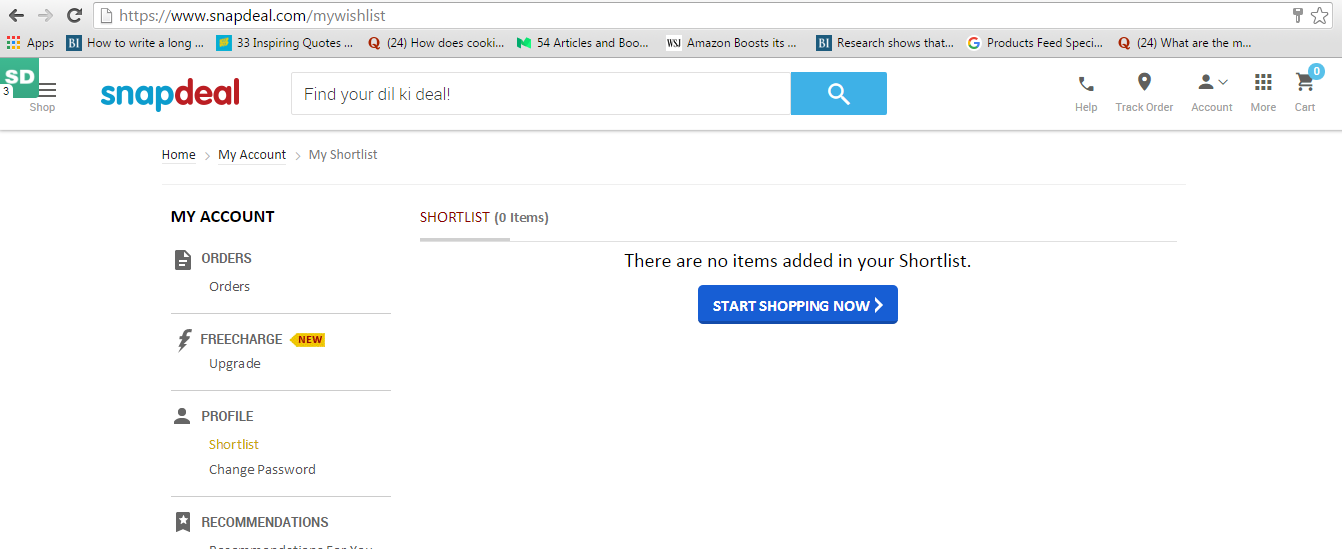 https://www.snapdeal.com/mywishlist
Apps BI How to write a long ... 33 Inspiring Quotes ... Q (24) How does cooki... 54 Articles and Boo... WSJ Amazon Boosts its ... BI Research shows that... G Products Feed Speci... Q (24) What are the m...
SD
3
Shop
snapdeal
Find your dil ki deal!
Help
Track Order
Account
More
0
Cart
Home > My Account > My Shortlist
MY ACCOUNT
ORDERS
Orders
FREECHARGE NEW
Upgrade
PROFILE
Shortlist
Change Password
RECOMMENDATIONS
Recommendations For You
SHORTLIST (0 Items)
There are no items added in your Shortlist.
START SHOPPING NOW